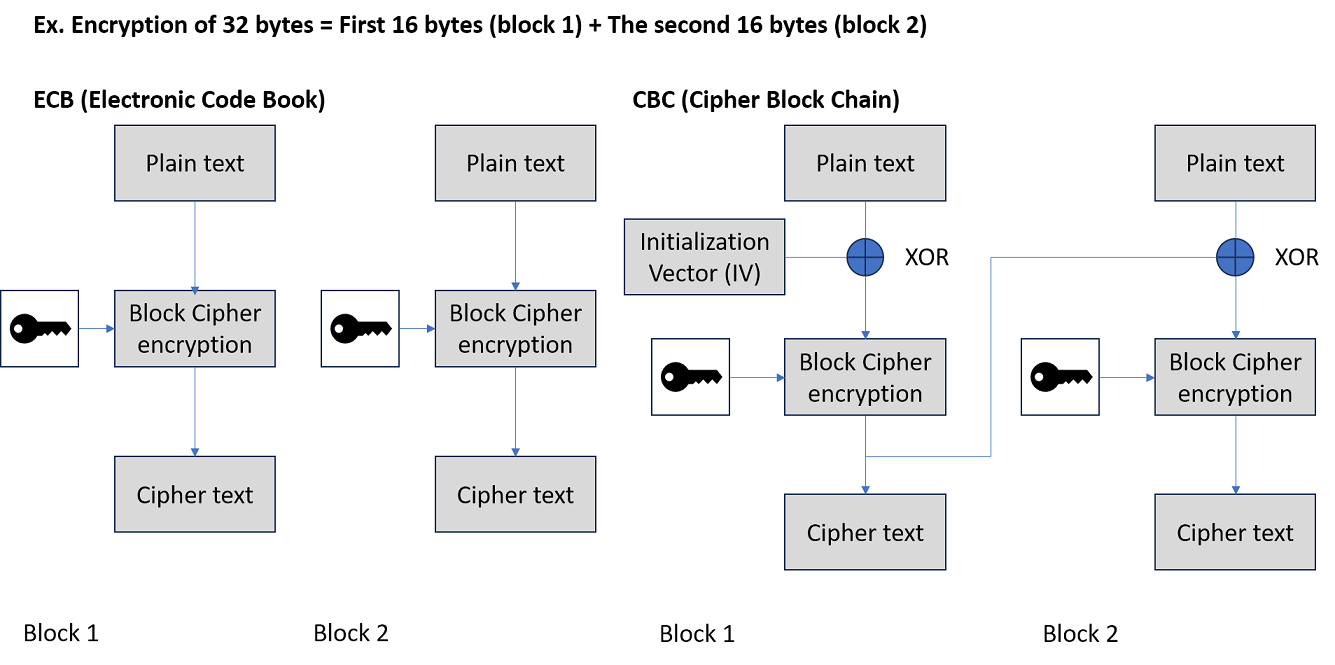 Ex. Encryption of 32 bytes = First 16 bytes (block 1) + The second 16 bytes (block 2)
ECB (Electronic Code Book)
Plain text
Plain text
Block Cipher
encryption
Block Cipher
encryption
Cipher text
Cipher text
Block 1
Block 2
CBC (Cipher Block Chain)
Plain text
Plain text
Initialization
Vector (IV)
XOR
XOR
Block Cipher
encryption
Block Cipher
encryption
Cipher text
Cipher text
Block 1
Block 2